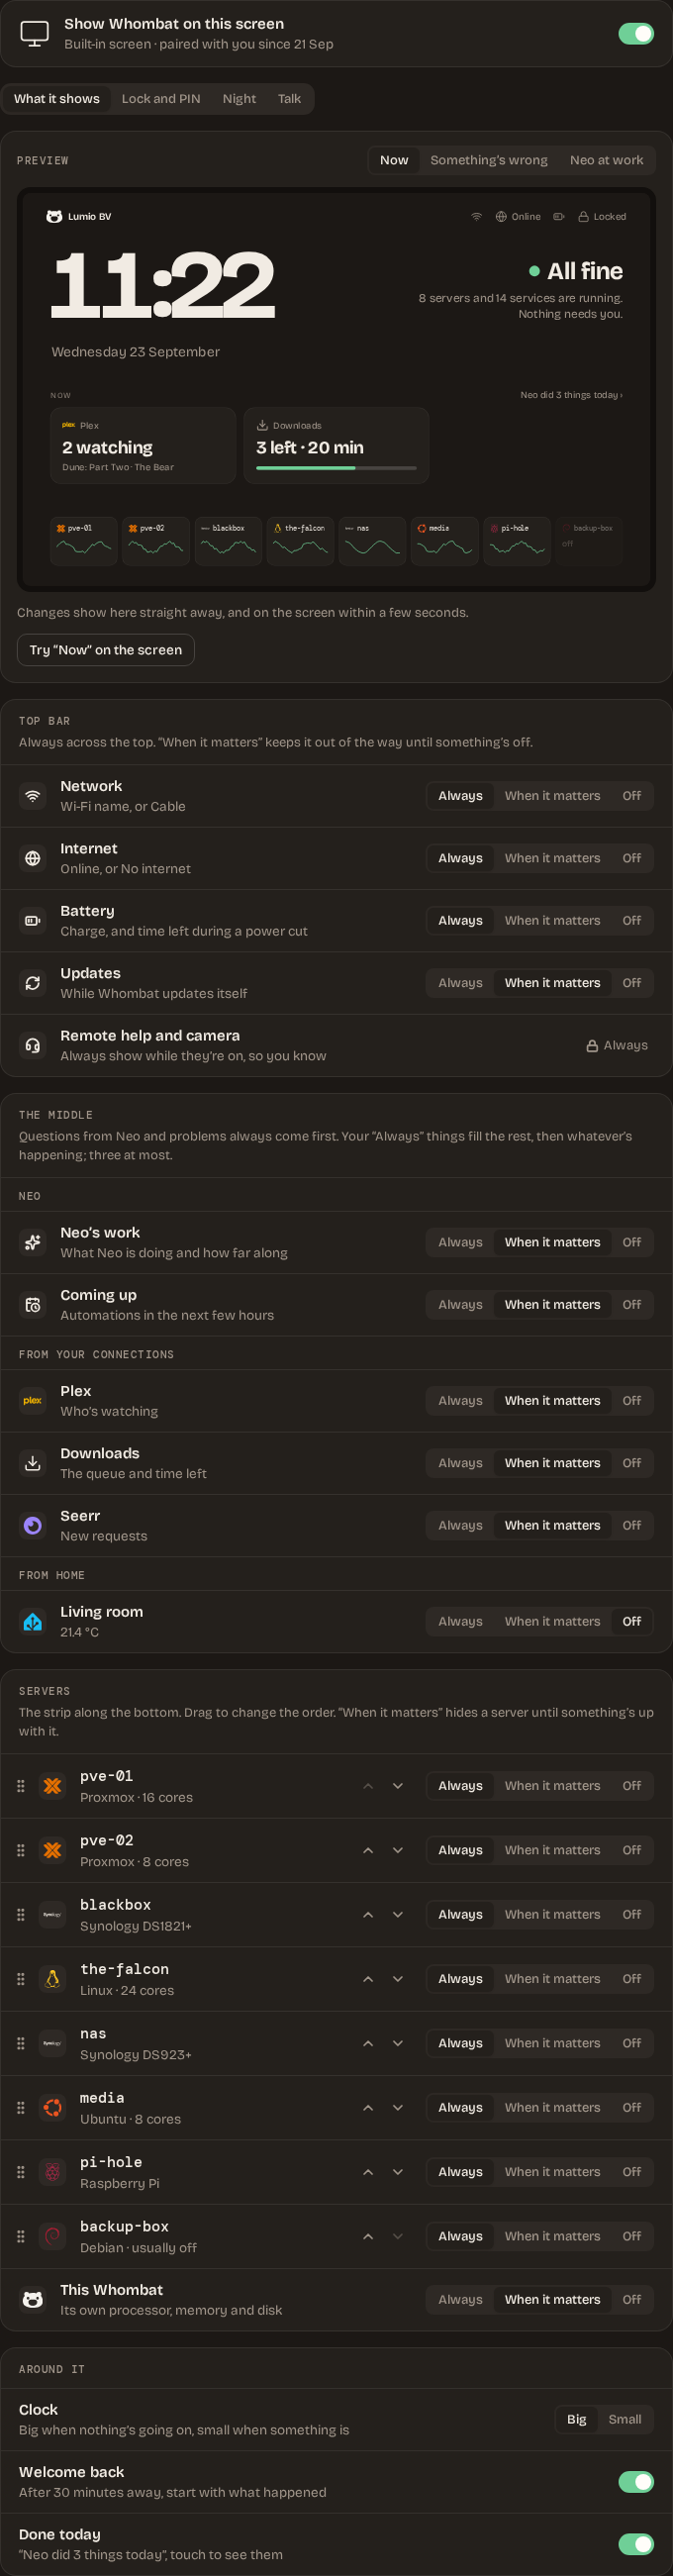 Show Whombat on this screen
Built-in screen · paired with you since 21 Sep
What it shows
Lock and PIN
Night
Talk
PREVIEW
Now
Something's wrong
Neo at work
Lumio BV
Online
Locked
11:22
All fine
8 servers and 14 services are running.
Nothing needs you.
Wednesday 23 September
NOW
Neo did 3 things today ›
plex Plex
2 watching
Dune: Part Two · The Bear
Downloads
3 left · 20 min
pve-01
pve-02
blackbox
the-falcon
nas
media
pi-hole
backup-box
off
Changes show here straight away, and on the screen within a few seconds.
Try “Now” on the screen
TOP BAR
Always across the top. “When it matters” keeps it out of the way until something's off.
Network
Wi-Fi name, or Cable
Always When it matters Off
Internet
Online, or No internet
Always When it matters Off
Battery
Charge, and time left during a power cut
Always When it matters Off
Updates
While Whombat updates itself
Always When it matters Off
Remote help and camera
Always show while they're on, so you know
Always
THE MIDDLE
Questions from Neo and problems always come first. Your “Always” things fill the rest, then whatever's
happening; three at most.
NEO
Neo's work
What Neo is doing and how far along
Always When it matters Off
Coming up
Automations in the next few hours
Always When it matters Off
FROM YOUR CONNECTIONS
plex
Plex
Who's watching
Always When it matters Off
Downloads
The queue and time left
Always When it matters Off
Seerr
New requests
Always When it matters Off
FROM HOME
Living room
21.4 °C
Always When it matters Off
SERVERS
The strip along the bottom. Drag to change the order. “When it matters” hides a server until something's up
with it.
pve-01
Proxmox · 16 cores
Always When it matters Off
pve-02
Proxmox · 8 cores
Always When it matters Off
Synology
blackbox
Synology DS1821+
Always When it matters Off
the-falcon
Linux · 24 cores
Always When it matters Off
Synology
nas
Synology DS923+
Always When it matters Off
media
Ubuntu · 8 cores
Always When it matters Off
pi-hole
Raspberry Pi
Always When it matters Off
backup-box
Debian · usually off
Always When it matters Off
This Whombat
Its own processor, memory and disk
Always When it matters Off
AROUND IT
Clock
Big when nothing's going on, small when something is
Big Small
Welcome back
After 30 minutes away, start with what happened
Done today
“Neo did 3 things today”, touch to see them